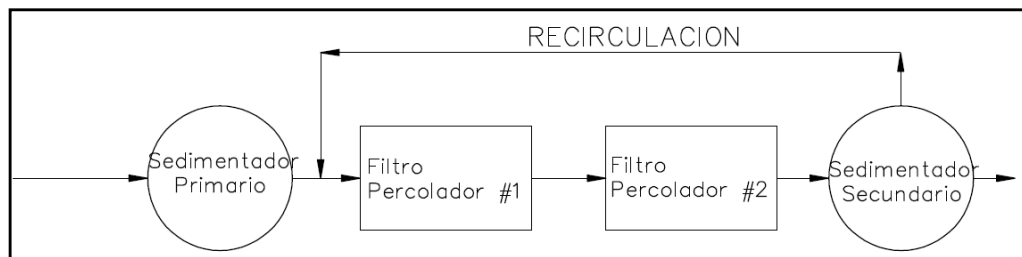 RECIRCULACION
Sedimentador
Primario
Filtro
Percolador #1
Filtro
Percolador #2
Sedimentador
Secundario